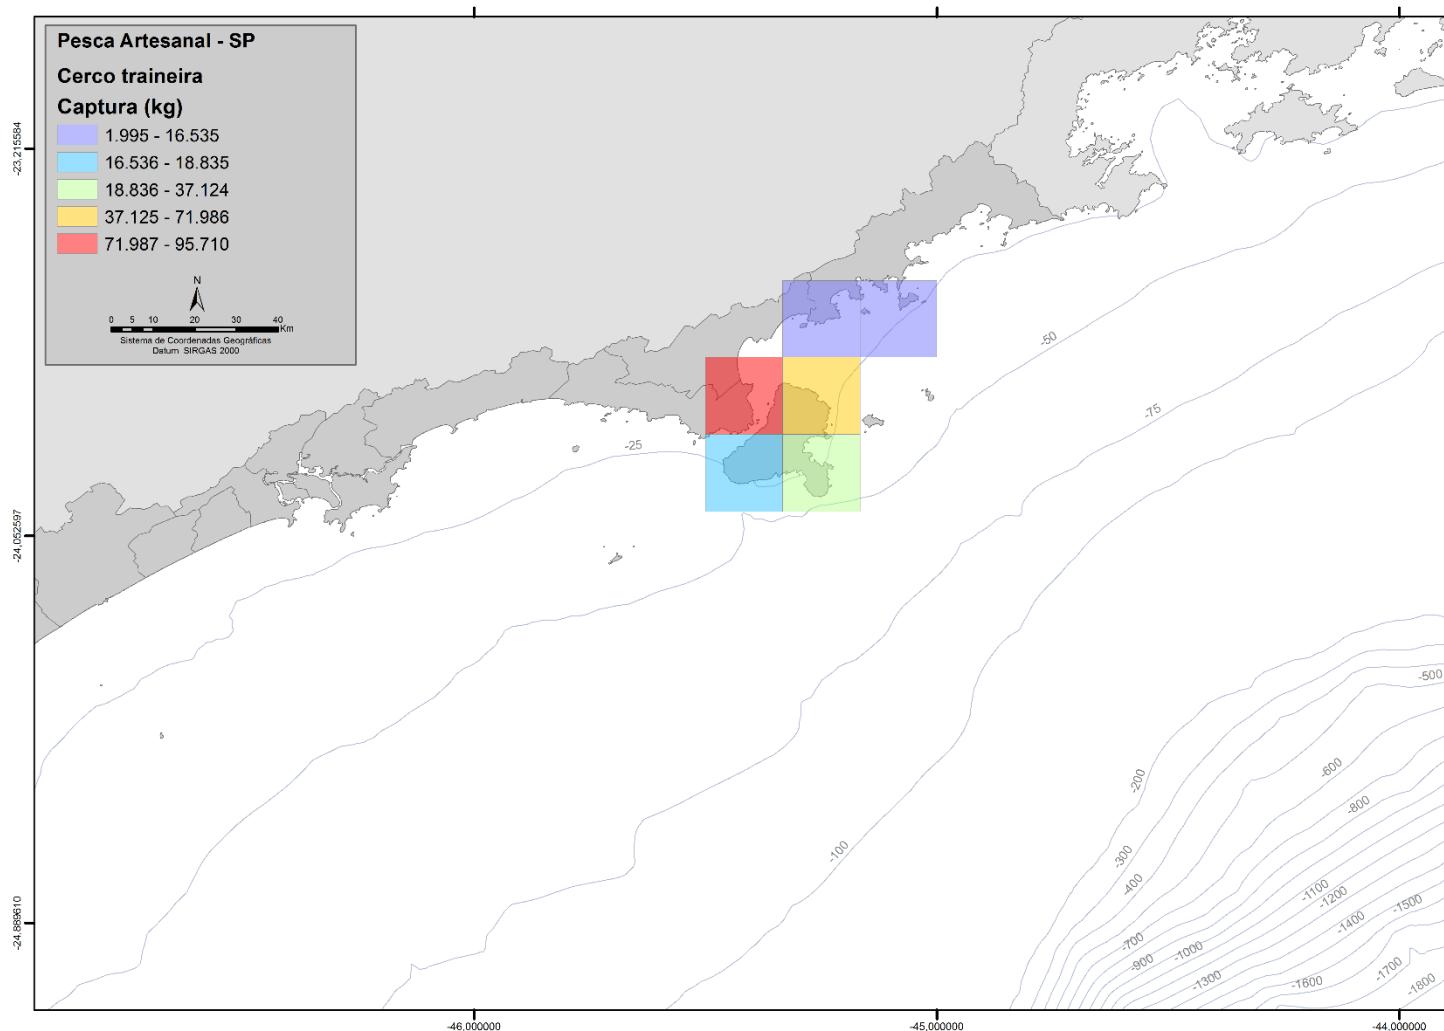 Pesca Artesanal - SP
Cerco traineira
Captura (kg)
1.995 - 16.535
16.536 - 18.835
18.836 - 37.124
37.125 - 71.986
71.987 - 95.710
N
0 5 10 20 30 40
Km
Sistema de Coordenadas Geográficas
Datum SIRGAS 2000
-23,215584
-24,052597
-24,889610
-50
-75
-25
-500
-200
-600
-800
-100
-300
-400
-1100
-1200
-1500
-1400
-700
-1000
-900
-1300
-1700
-1600
-1800
-46,000000
-45,000000
-44,000000